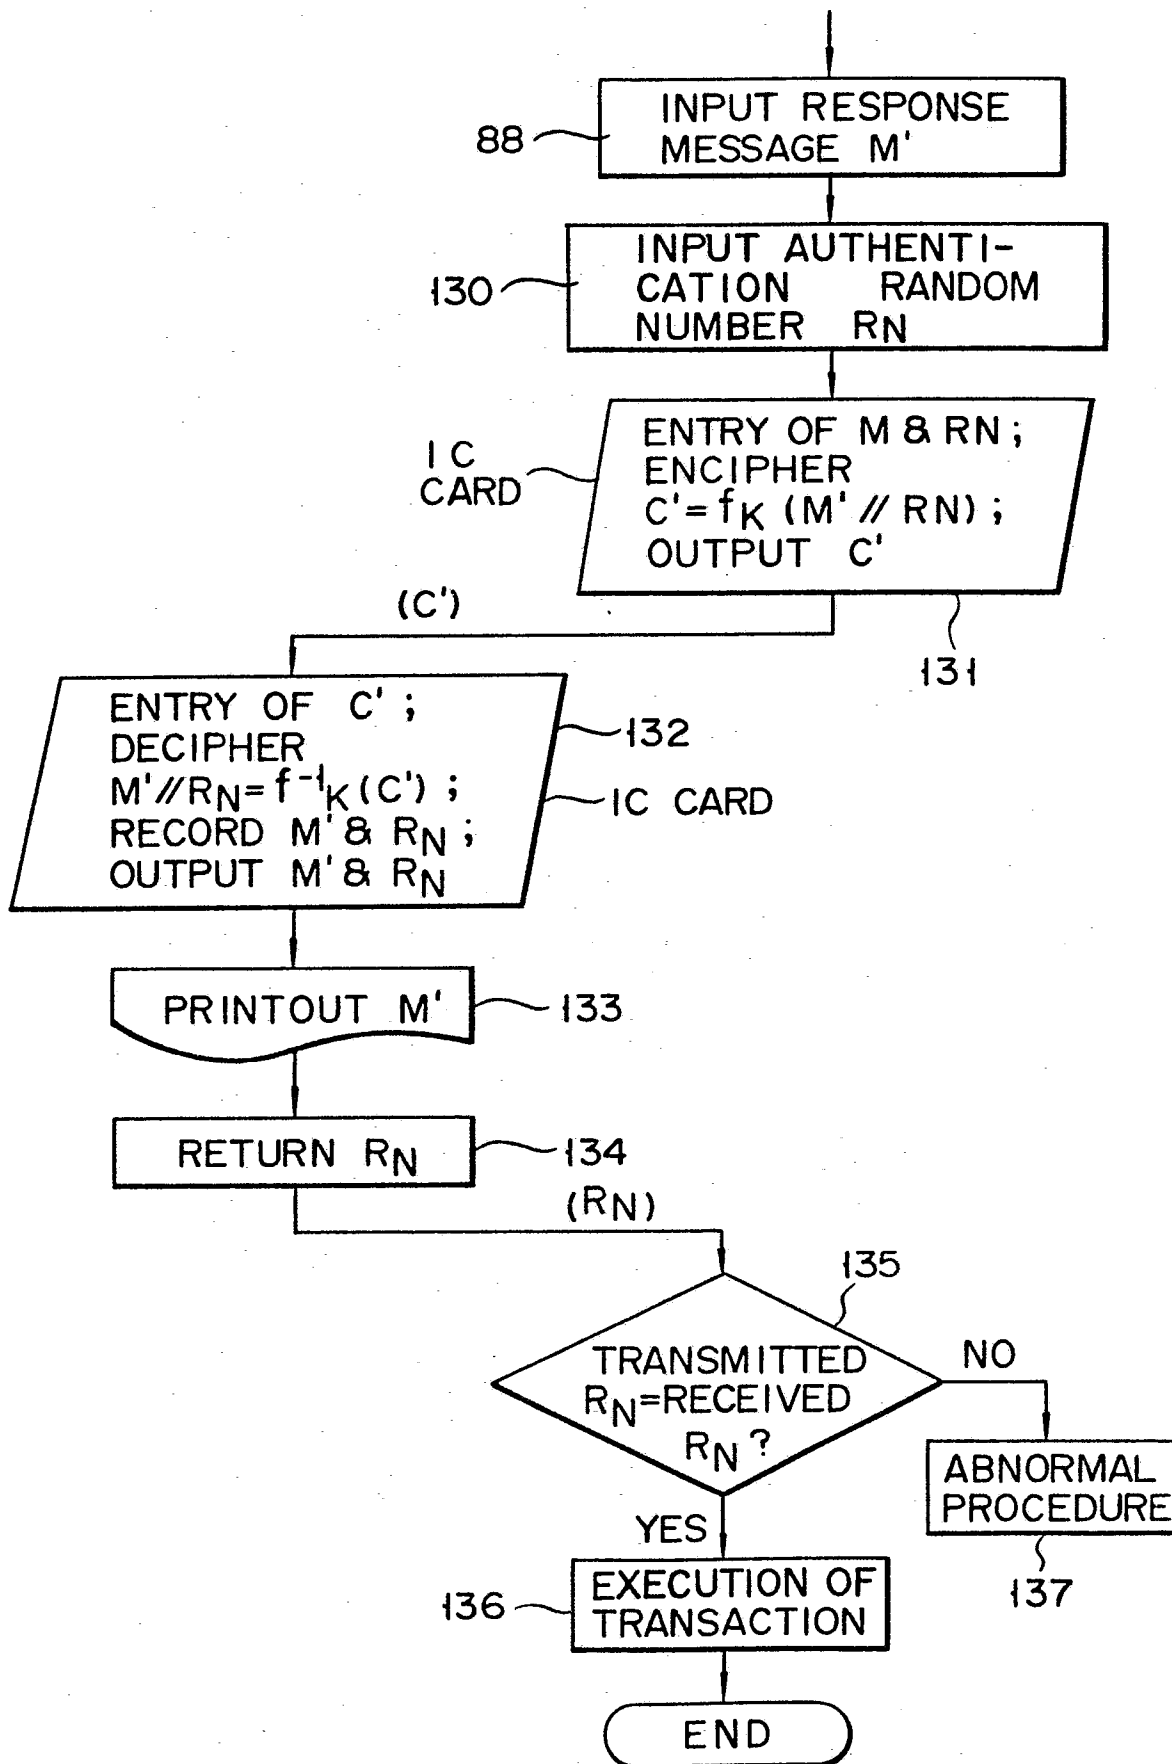 INPUT RESPONSE
MESSAGE M'
88
INPUT AUTHENTI-
CATION RANDOM
NUMBER RN
130
ENTRY OF M & RN ;
ENCIPHER
C'= fK (M' // RN) ;
OUTPUT C'
IC
CARD
131
(C')
ENTRY OF C' ;
DECIPHER
M'//RN= f-1K (C') ;
RECORD M' & RN ;
OUTPUT M' & RN
132
IC CARD
PRINTOUT M'
133
RETURN RN
134
(RN)
135
TRANSMITTED
RN=RECEIVED
RN ?
NO
ABNORMAL
PROCEDURE
137
YES
EXECUTION OF
TRANSACTION
136
END